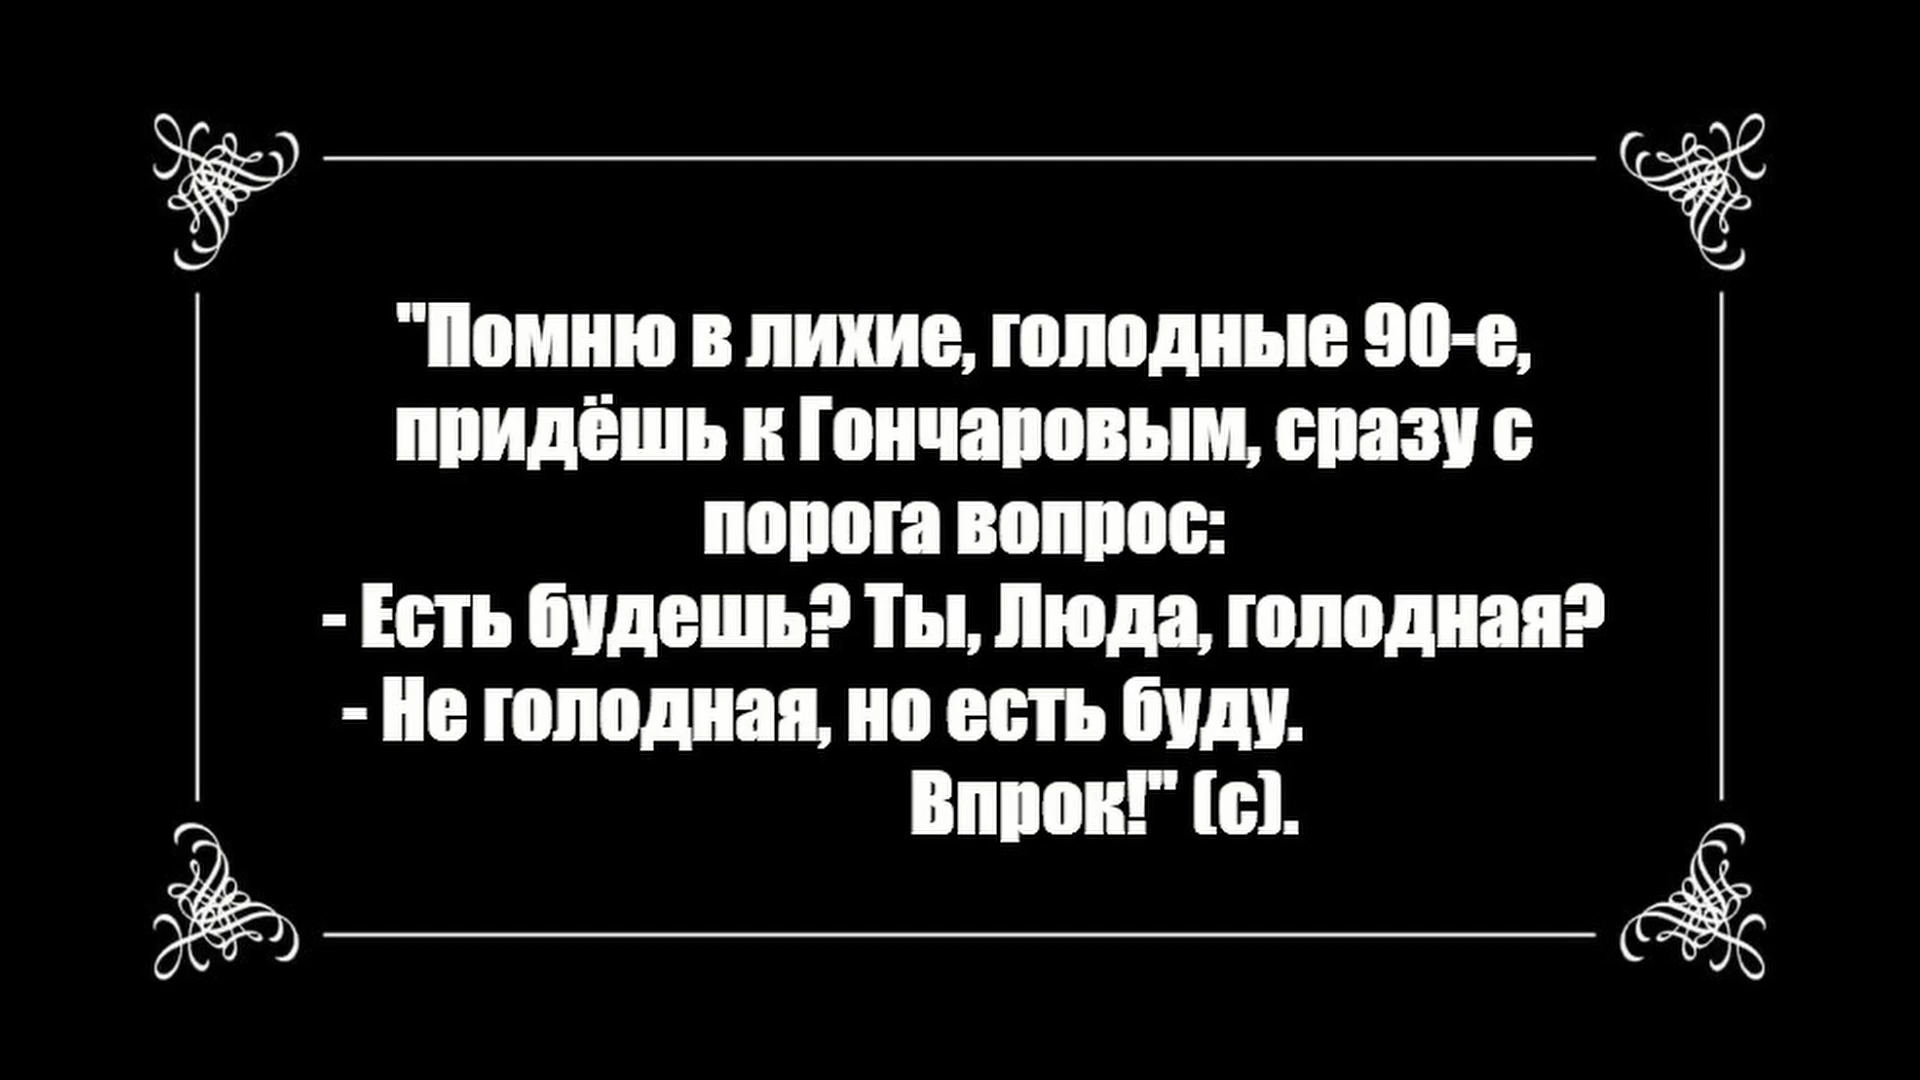 "Помню в лихие, голодные 90-е,
придёшь к Гончаровым, сразу с
порога вопрос:
- Есть будешь? Ты, Люда, голодная?
- Не голодная, но есть буду.
Впрок!" (с).